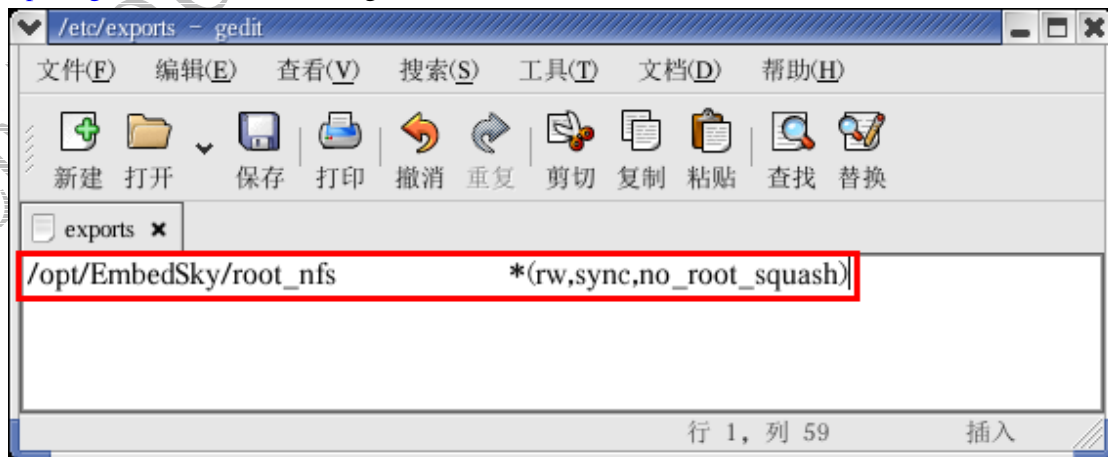 /etc/exports - gedit
文件(F) 编辑(E) 查看(V) 搜索(S) 工具(T) 文档(D) 帮助(H)
新建 打开 保存 打印 撤消 重复 剪切 复制 粘贴 查找 替换
exports
/opt/EmbedSky/root_nfs *(rw,sync,no_root_squash)
行 1, 列 59 插入